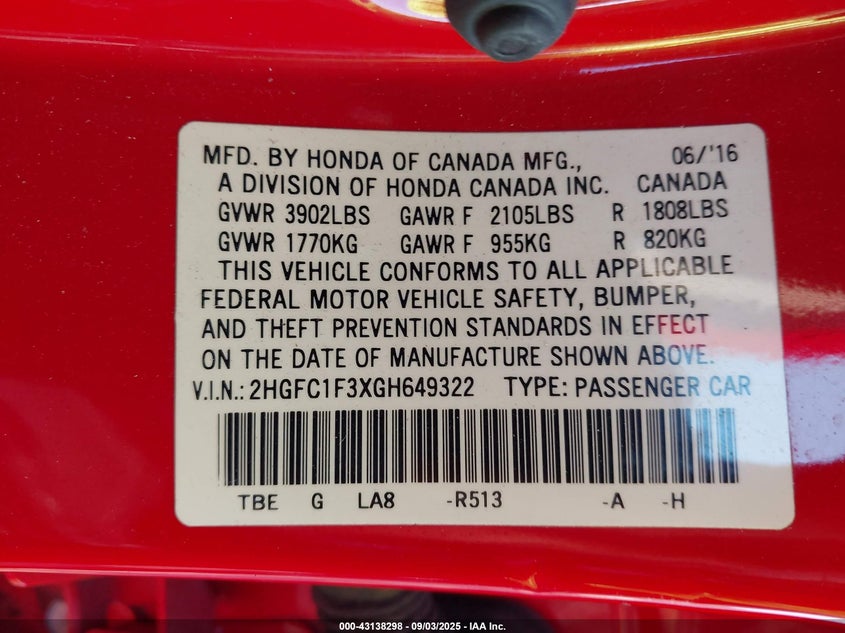 MFD. BY HONDA OF CANADA MFG., 06/'16
A DIVISION OF HONDA CANADA INC. CANADA
GVWR 3902LBS GAWR F 2105LBS R 1808LBS
GVWR 1770KG GAWR F 955KG R 820KG
THIS VEHICLE CONFORMS TO ALL APPLICABLE
FEDERAL MOTOR VEHICLE SAFETY, BUMPER,
AND THEFT PREVENTION STANDARDS IN EFFECT
ON THE DATE OF MANUFACTURE SHOWN ABOVE.
V.I.N.: 2HGFC1F3XGH649322 TYPE: PASSENGER CAR
TBE G LA8 -R513 -A -H
000-43138298 - 09/03/2025 - IAA Inc.